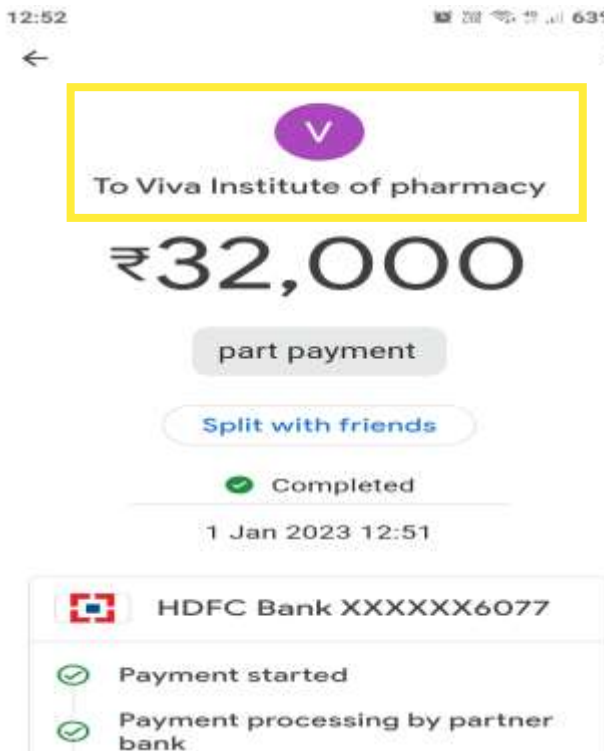 12:52
63%
V
To Viva Institute of pharmacy
₹32,000
part payment
Split with friends
Completed
1 Jan 2023 12:51
HDFC Bank XXXXXX6077
Payment started
Payment processing by partner
bank